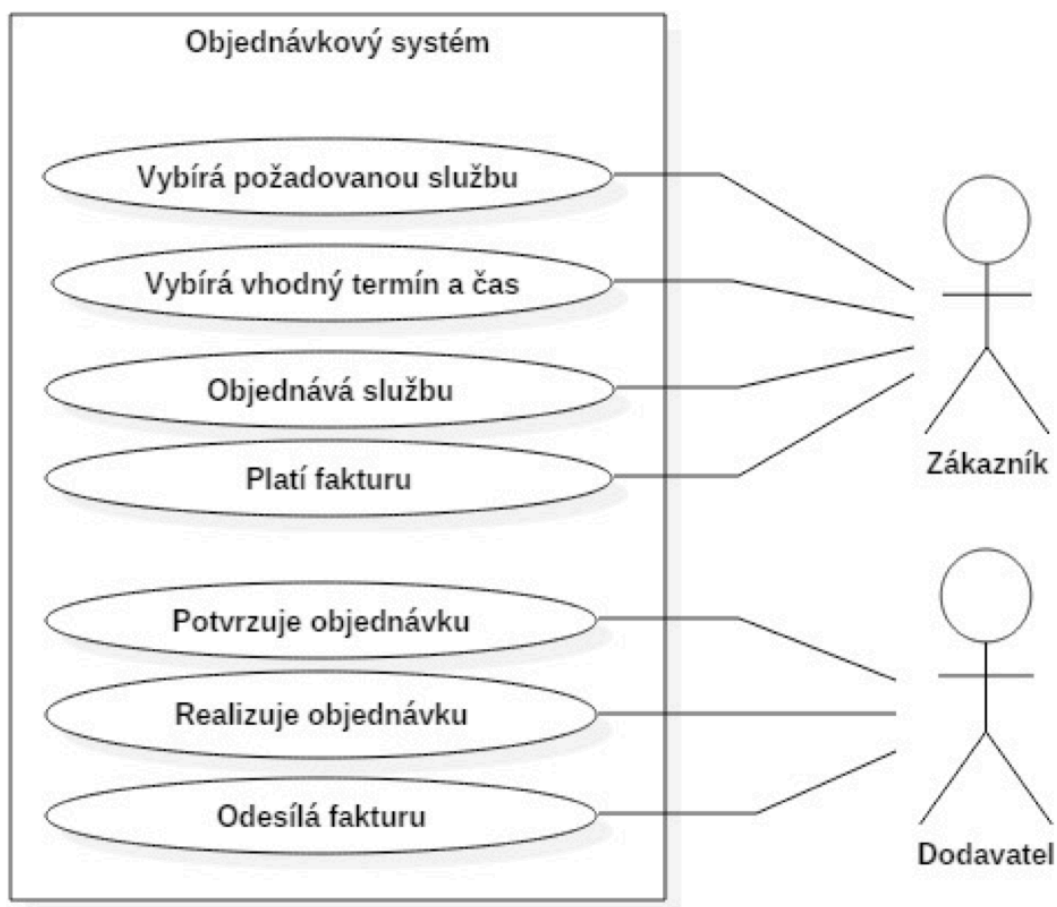 Objednávkový systém
Vybírá požadovanou službu
Vybírá vhodný termín a čas
Objednává službu
Platí fakturu
Zákazník
Potvrzuje objednávku
Realizuje objednávku
Odesílá fakturu
Dodavatel